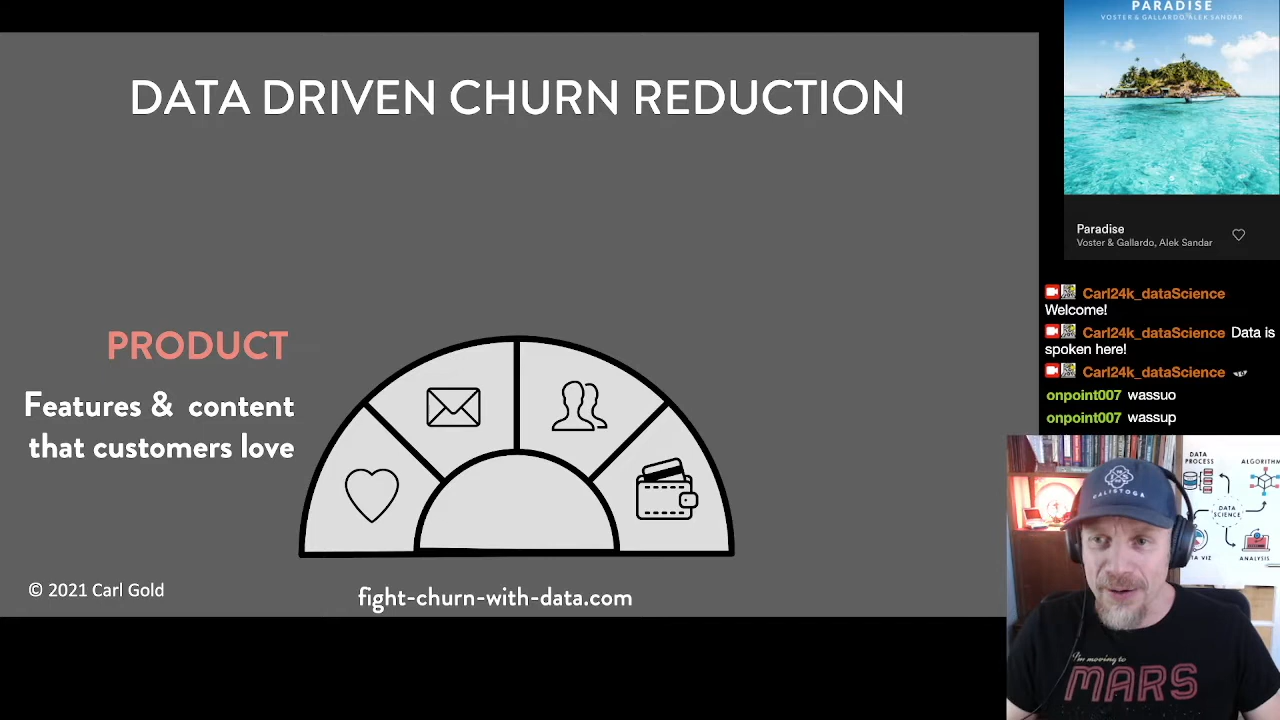 DATA DRIVEN CHURN REDUCTION
PRODUCT
Features & content
that customers love
© 2021 Carl Gold
fight-churn-with-data.com
PARADISE
VOSTER & GALLARDO, ALEK SANDAR
Paradise
Voster & Gallardo, Alek Sandar
Carl24k_dataScience
Welcome!
Carl24k_dataScience Data is
spoken here!
Carl24k_dataScience
onpoint007 wassuo
onpoint007 wassup
DATA
PROCESS
ALGORITHM
DATA
SCIENCE
ANALYSIS
CALISTOGA
I'm moving to
MARS